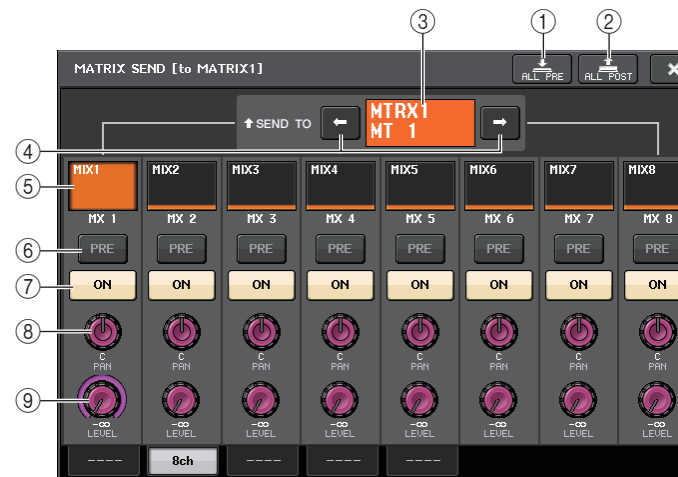 ③ ① ②
MATRIX SEND [to MATRIX1] ALL PRE ALL POST ×
SEND TO MTRX1
MT 1
④
⑤ MIX1 MIX2 MIX3 MIX4 MIX5 MIX6 MIX7 MIX8
MX 1 MX 2 MX 3 MX 4 MX 5 MX 6 MX 7 MX 8
⑥ PRE PRE PRE PRE PRE PRE PRE PRE
⑦ ON ON ON ON ON ON ON ON
⑧
C C C C C C C C
PAN PAN PAN PAN PAN PAN PAN PAN
⑨
-∞ -∞ -∞ -∞ -∞ -∞ -∞ -∞
LEVEL LEVEL LEVEL LEVEL LEVEL LEVEL LEVEL LEVEL
---- 8ch ---- ---- ----